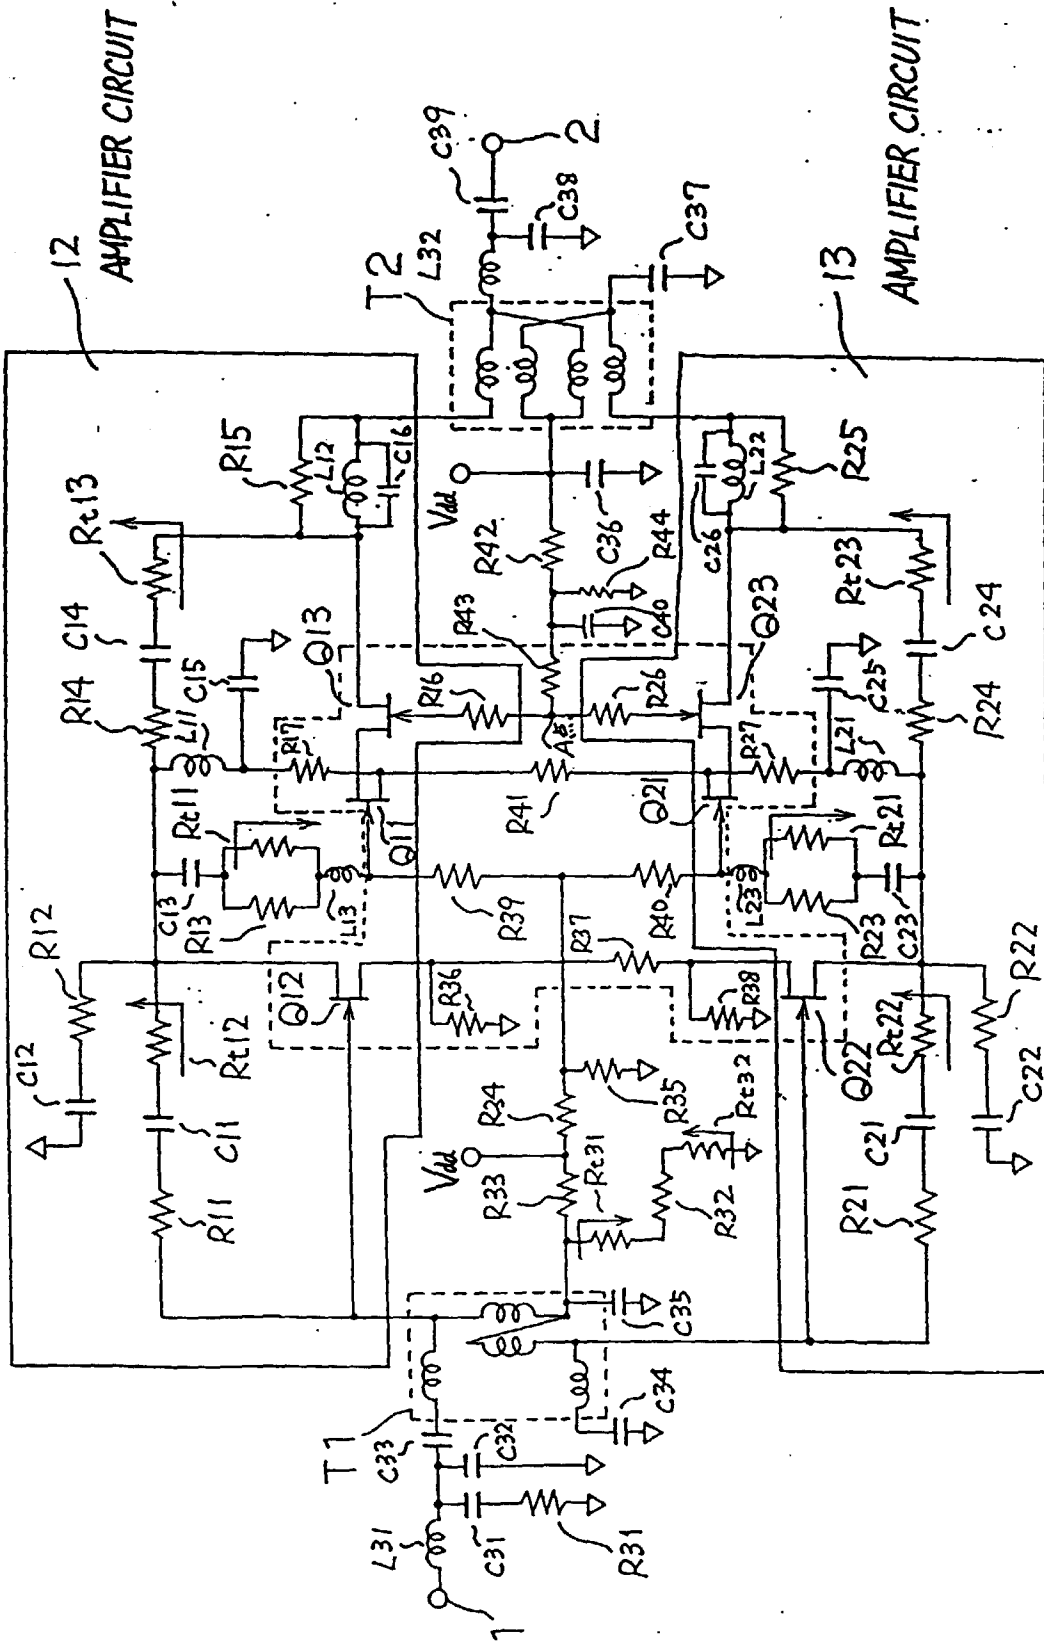 12
AMPLIFIER CIRCUIT
C12
R12
Rt12
C11
R11
R14
C14
Rt13
R15
L11
C15
C13
R13
Rt11
L13
R17
Q13
L12
C16
Q12
Q11
R16
R36
R39
R41
R43
Vdd
R42
C36
R44
C40
T2
L32
C39
2
C38
C37
T1
C33
L31
1
C31
C32
R31
C34
C35
Vdd
R33
R34
Rt31
R32
Rt32
R35
R37
R38
R40
R26
Q21
Q23
R27
C26
L22
R25
L23
R23
Rt21
C23
L21
C25
Q22
Rt22
C21
R21
R22
C22
R24
C24
Rt23
13
AMPLIFIER CIRCUIT